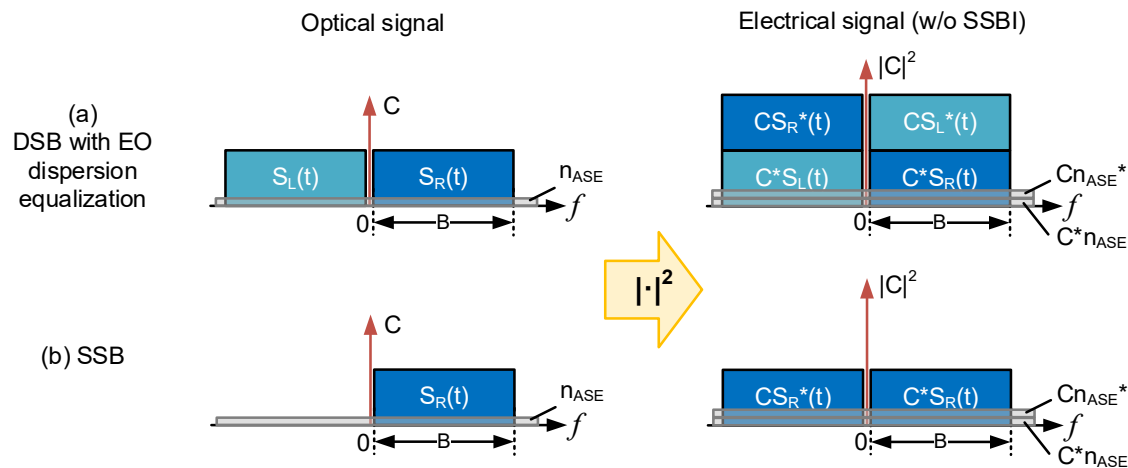 Optical signal
Electrical signal (w/o SSBI)
(a)
DSB with EO
dispersion
equalization
C
S_L(t)
S_R(t)
n_ASE
0
B
f
|C|²
CS_R*(t)
CS_L*(t)
C*S_L(t)
C*S_R(t)
Cn_ASE*
0
B
f
C*n_ASE
|·|²
(b) SSB
C
S_R(t)
n_ASE
0
B
f
|C|²
CS_R*(t)
C*S_R(t)
Cn_ASE*
0
B
f
C*n_ASE